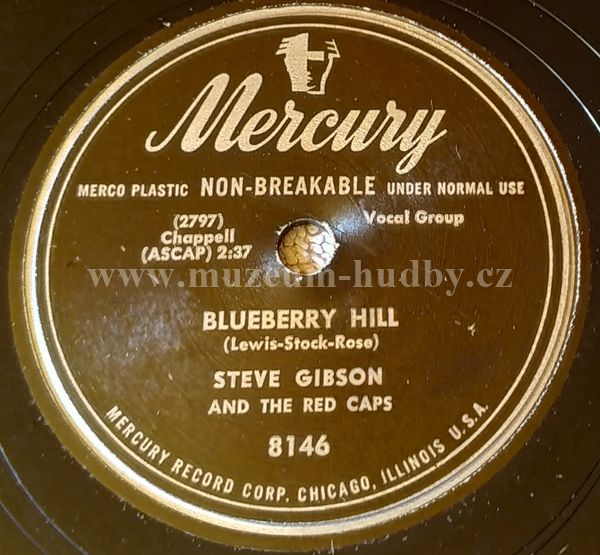 Mercury
MERCO PLASTIC NON-BREAKABLE UNDER NORMAL USE
(2797)
Chappell
(ASCAP) 2:37
Vocal Group
www.muzeum-hudby.cz
BLUEBERRY HILL
(Lewis-Stock-Rose)
STEVE GIBSON
AND THE RED CAPS
8146
MERCURY RECORD CORP. CHICAGO, ILLINOIS U.S.A.